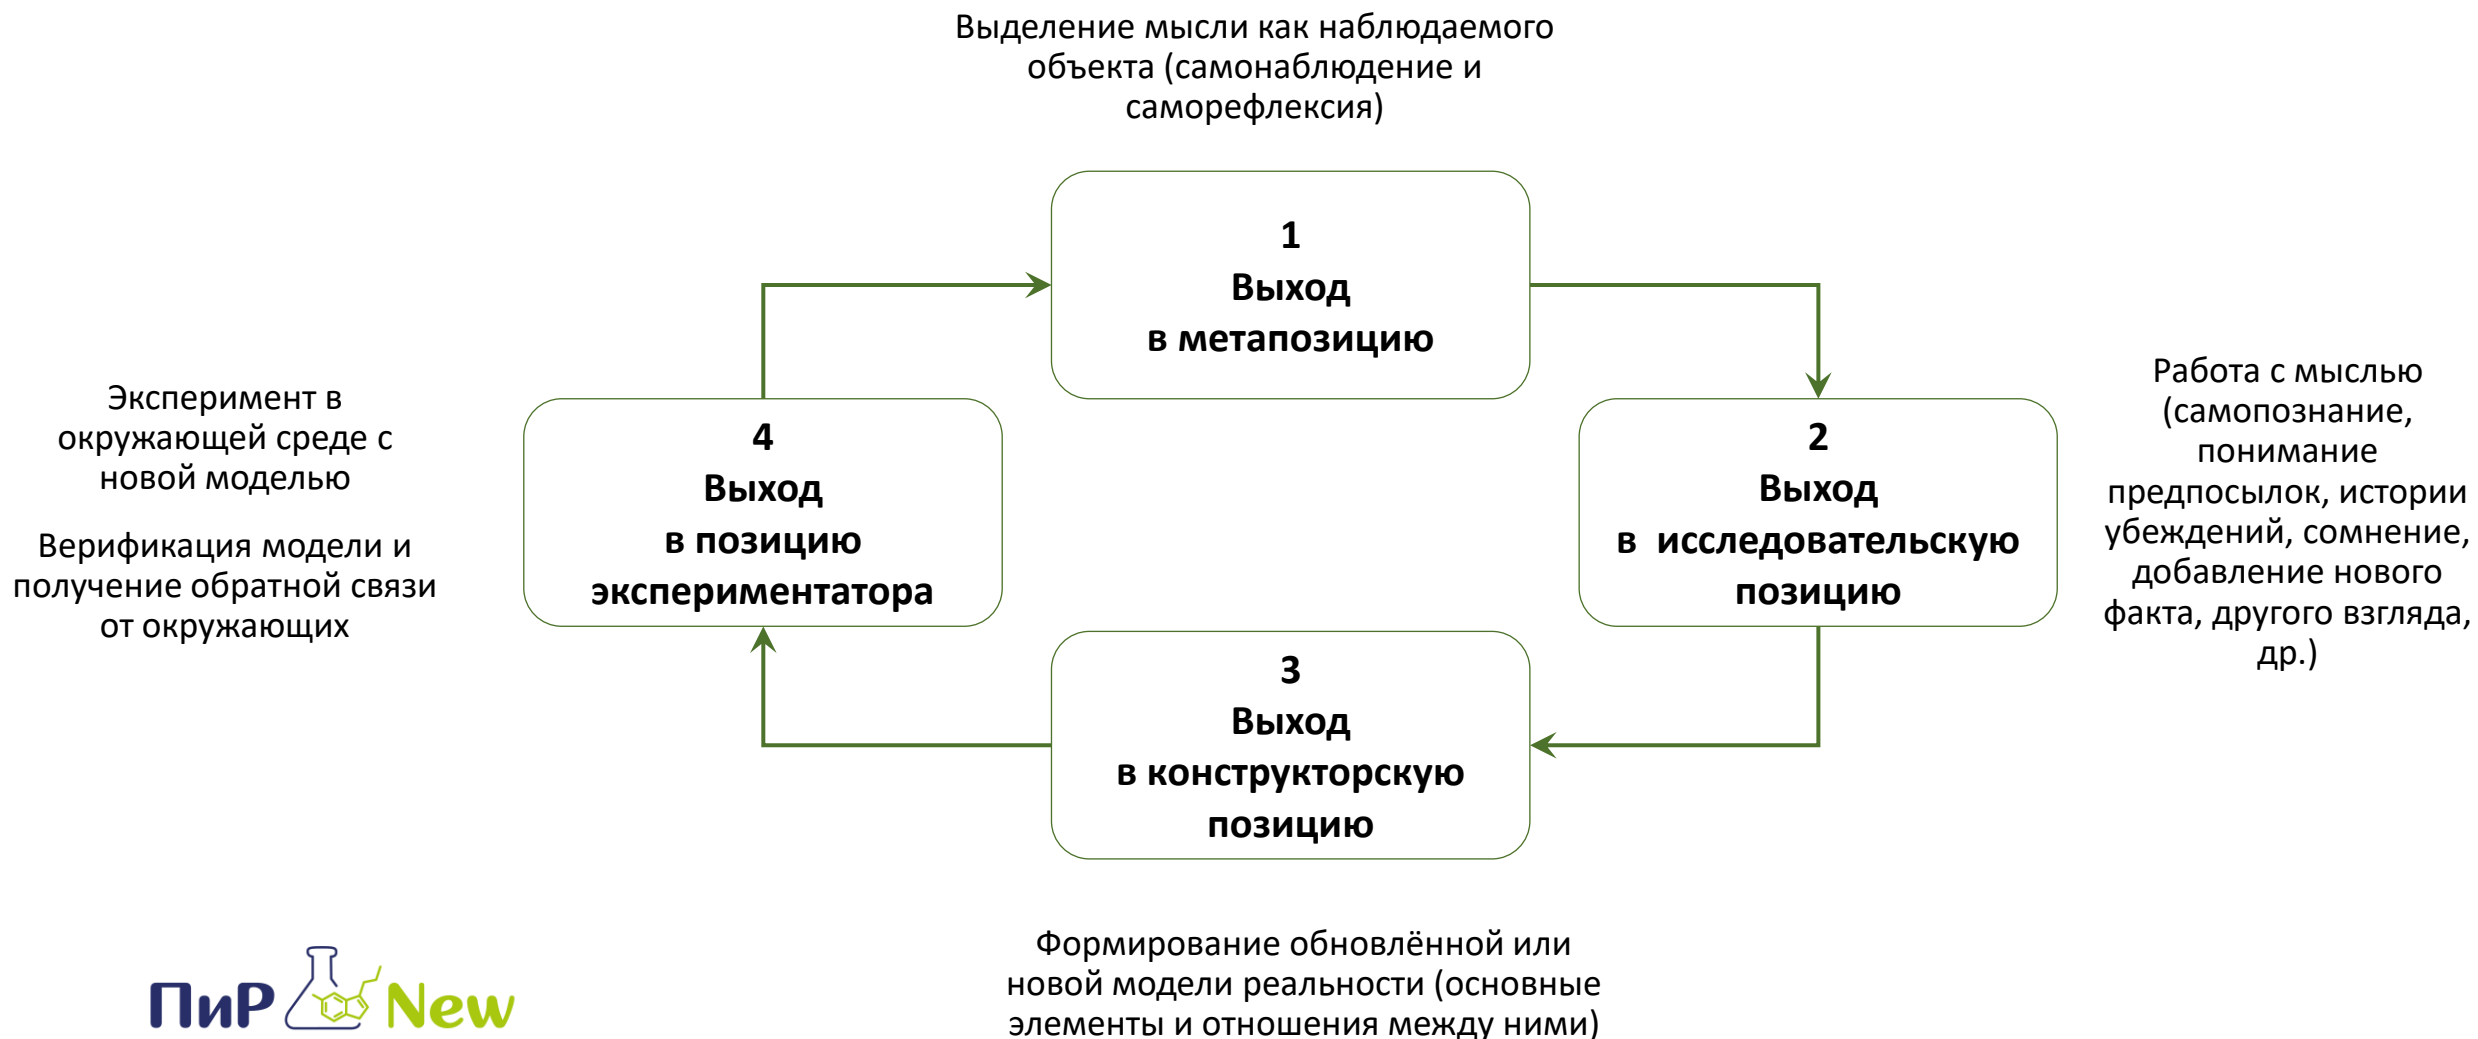 Выделение мысли как наблюдаемого
объекта (самонаблюдение и
саморефлексия)
1
Выход
в метапозицию
Работа с мыслью
(самопознание,
понимание
предпосылок, истории
убеждений, сомнение,
добавление нового
факта, другого взгляда,
др.)
2
Выход
в исследовательскую
позицию
3
Выход
в конструкторскую
позицию
Формирование обновлённой или
новой модели реальности (основные
элементы и отношения между ними)
4
Выход
в позицию
экспериментатора
Эксперимент в
окружающей среде с
новой моделью
Верификация модели и
получение обратной связи
от окружающих
ПиР New